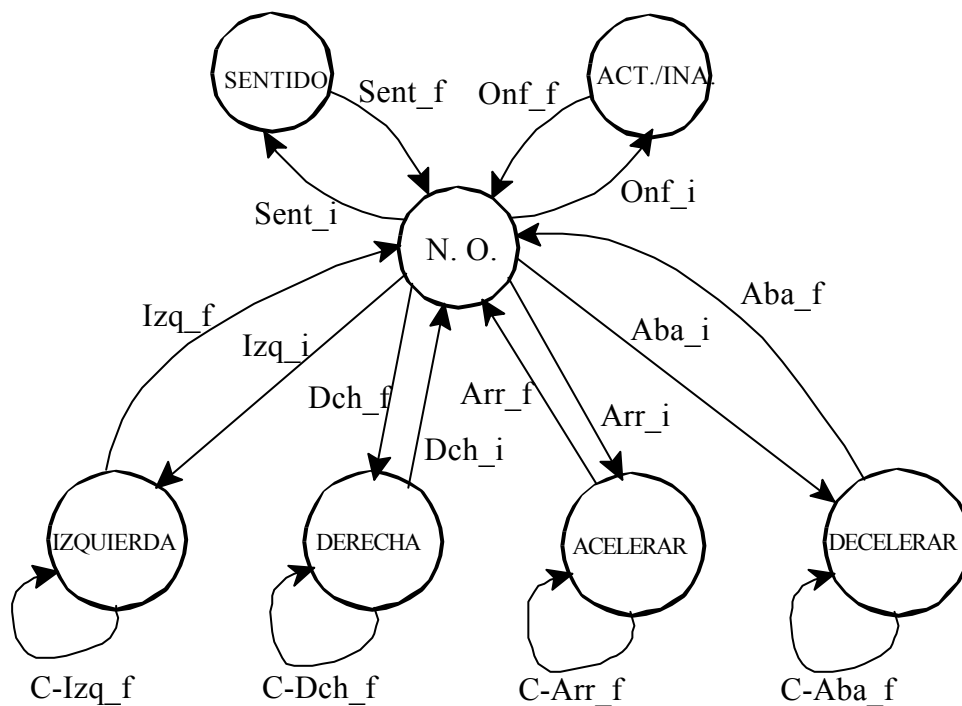 SENTIDO
ACT./INA.
Sent_f
Onf_f
Sent_i
Onf_i
N. O.
Izq_f
Izq_i
Aba_f
Aba_i
Dch_f
Arr_f
Arr_i
Dch_i
IZQUIERDA
DERECHA
ACELERAR
DECELERAR
C-Izq_f
C-Dch_f
C-Arr_f
C-Aba_f